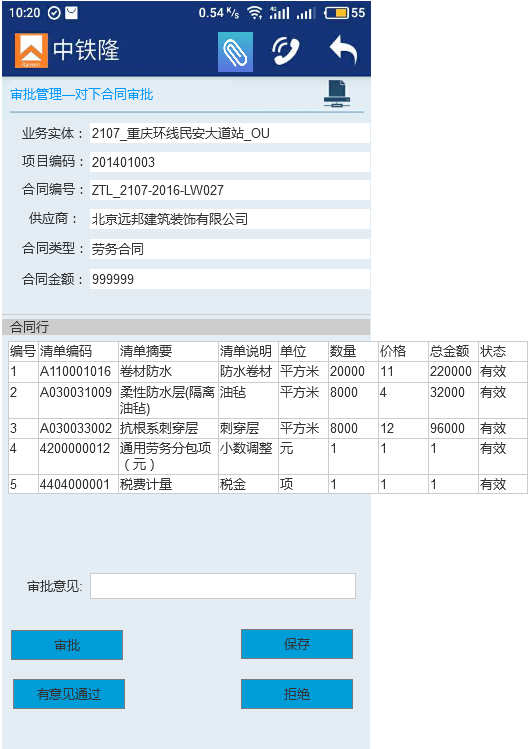 10:20 0.54 K/s 4G 55
中铁隆
审批管理—对下合同审批
业务实体： 2107_重庆环线民安大道站_OU
项目编码： 201401003
合同编号： ZTL_2107-2016-LW027
供应商： 北京远邦建筑装饰有限公司
合同类型： 劳务合同
合同金额： 999999
合同行
编号 清单编码 清单摘要 清单说明 单位 数量 价格 总金额 状态
1 A110001016 卷材防水 防水卷材 平方米 20000 11 220000 有效
2 A030031009 柔性防水层(隔离 油毡 平方米 8000 4 32000 有效
油毡)
3 A030033002 抗根系刺穿层 刺穿层 平方米 8000 12 96000 有效
4 4200000012 通用劳务分包项 小数调整 元 1 1 1 有效
（元）
5 4404000001 税费计量 税金 项 1 1 1 有效
审批意见:
审批 保存
有意见通过 拒绝